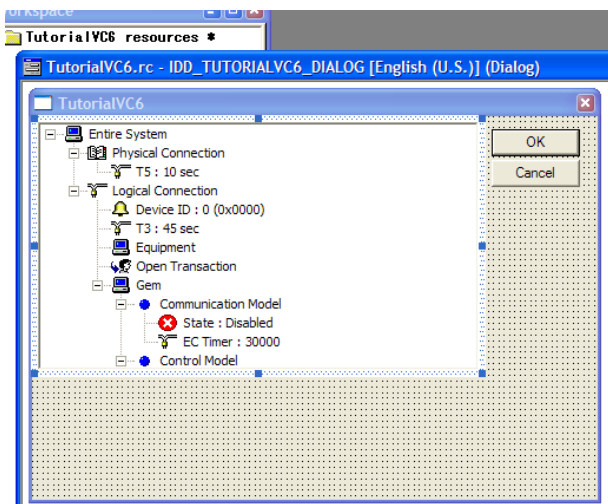 orkspace
TutorialVC6 resources *
TutorialVC6.rc - IDD_TUTORIALVC6_DIALOG [English (U.S.)] (Dialog)
TutorialVC6
Entire System
OK
Physical Connection
T5 : 10 sec
Cancel
Logical Connection
Device ID : 0 (0x0000)
T3 : 45 sec
Equipment
Open Transaction
Gem
Communication Model
State : Disabled
EC Timer : 30000
Control Model